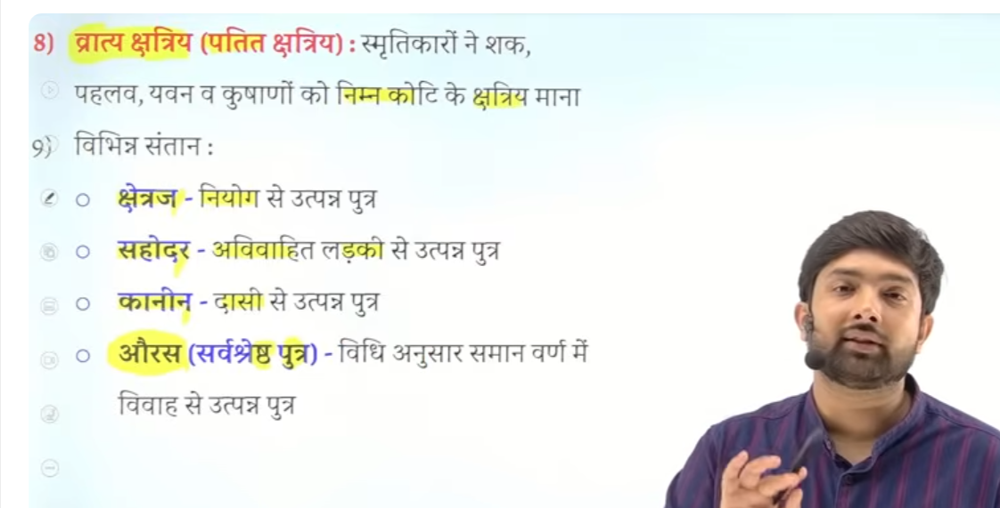 8) व्रात्य क्षत्रिय (पतित क्षत्रिय) : स्मृतिकारों ने शक,
पहलव, यवन व कुषाणों को निम्न कोटि के क्षत्रिय माना
9) विभिन्न संतान :
○ क्षेत्रज - नियोग से उत्पन्न पुत्र
○ सहोदर - अविवाहित लड़की से उत्पन्न पुत्र
○ कानीन - दासी से उत्पन्न पुत्र
○ औरस (सर्वश्रेष्ठ पुत्र) - विधि अनुसार समान वर्ण में
विवाह से उत्पन्न पुत्र